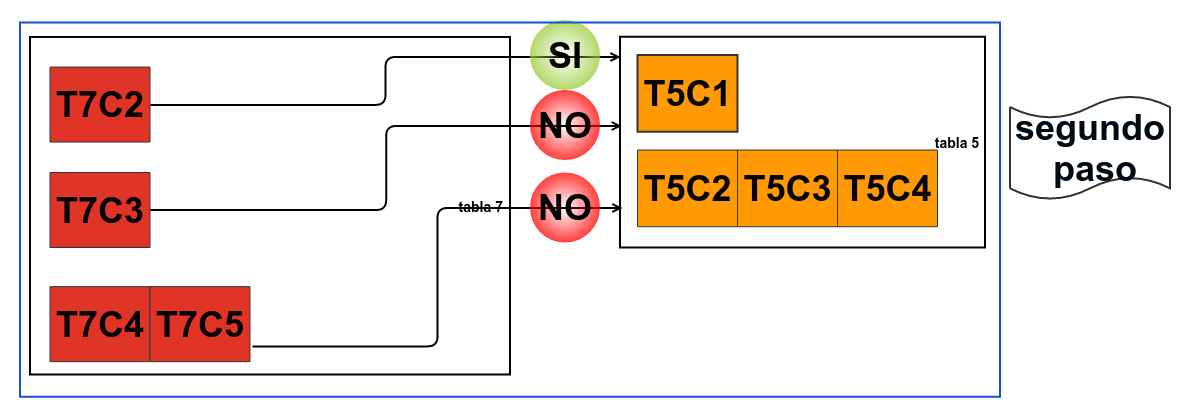 T7C2
T7C3
T7C4 T7C5
tabla 7
SI
NO
NO
T5C1
T5C2 T5C3 T5C4
tabla 5
segundo
paso